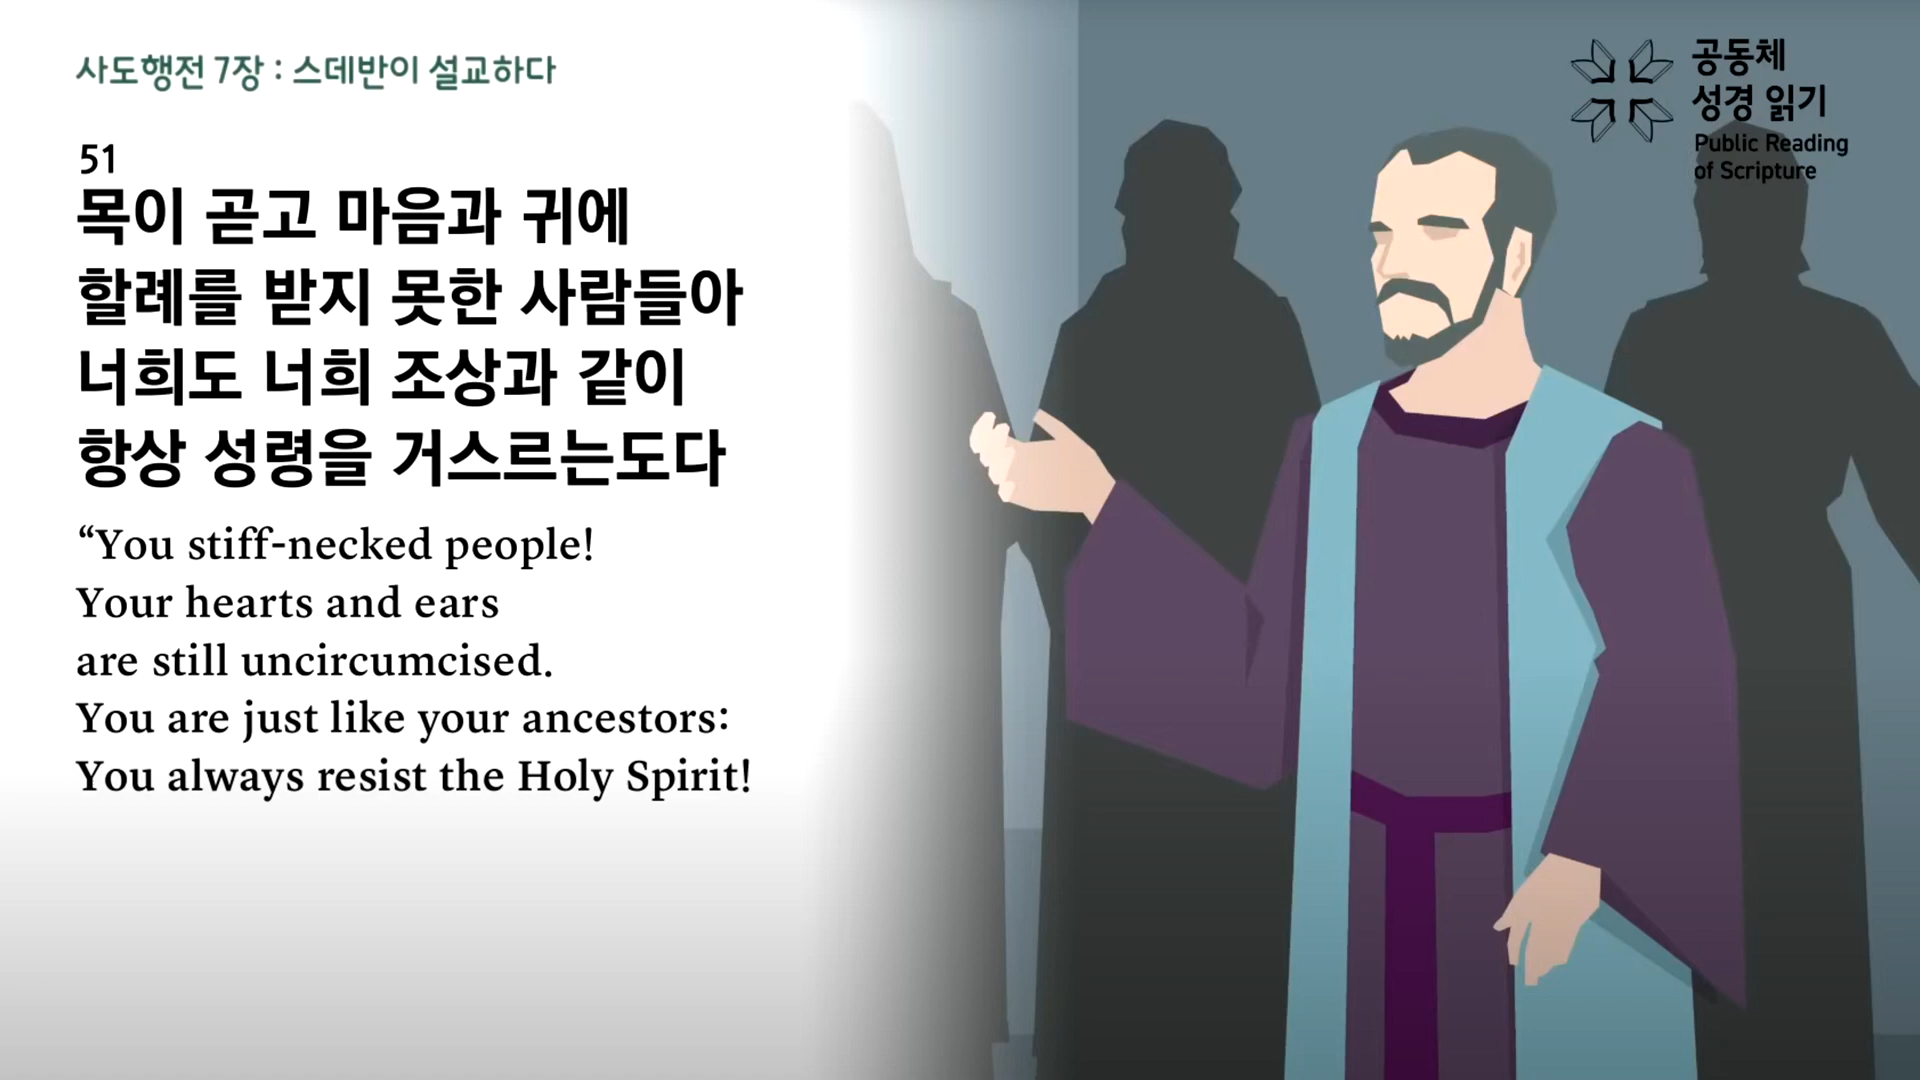 사도행전 7장 : 스데반이 설교하다
51
목이 곧고 마음과 귀에
할례를 받지 못한 사람들아
너희도 너희 조상과 같이
항상 성령을 거스르는도다
“You stiff-necked people!
Your hearts and ears
are still uncircumcised.
You are just like your ancestors:
You always resist the Holy Spirit!
공동체
성경 읽기
Public Reading
of Scripture